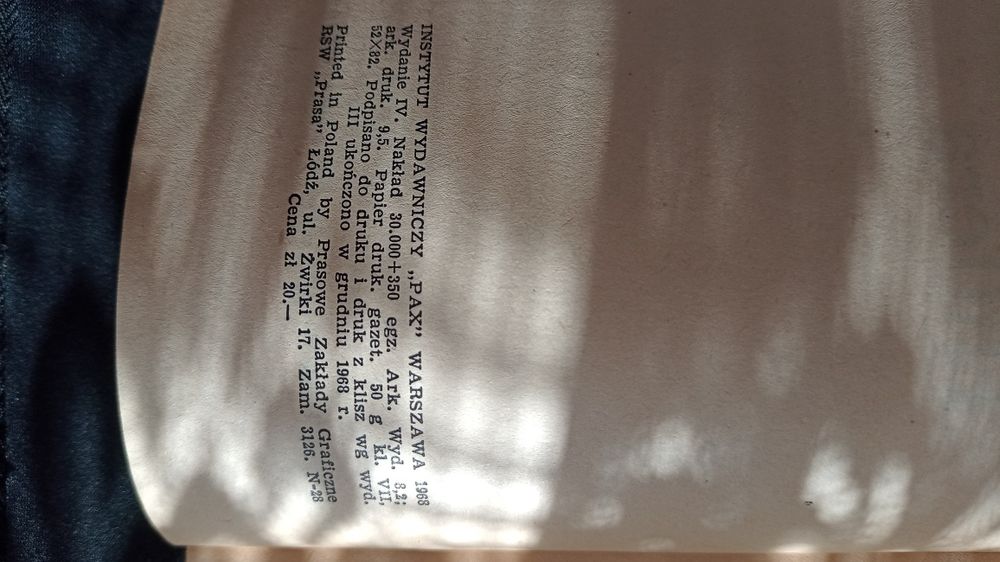 INSTYTUT WYDAWNICZY „PAX” WARSZAWA 1968
Wydanie IV. Nakład 30.000+350 egz. Ark. Wyd. 8,2;
ark. druk. 9,5. Papier druk. gazet. 50 g kl. VII,
52×82. Podpisano do druku i druk z klisz wg wyd.
III ukończono w grudniu 1968 r.
Printed in Poland by Prasowe Zakłady Graficzne
RSW „Prasa” Łódź, ul. Żwirki 17. Zam. 3126. N-28
Cena zł 20.—